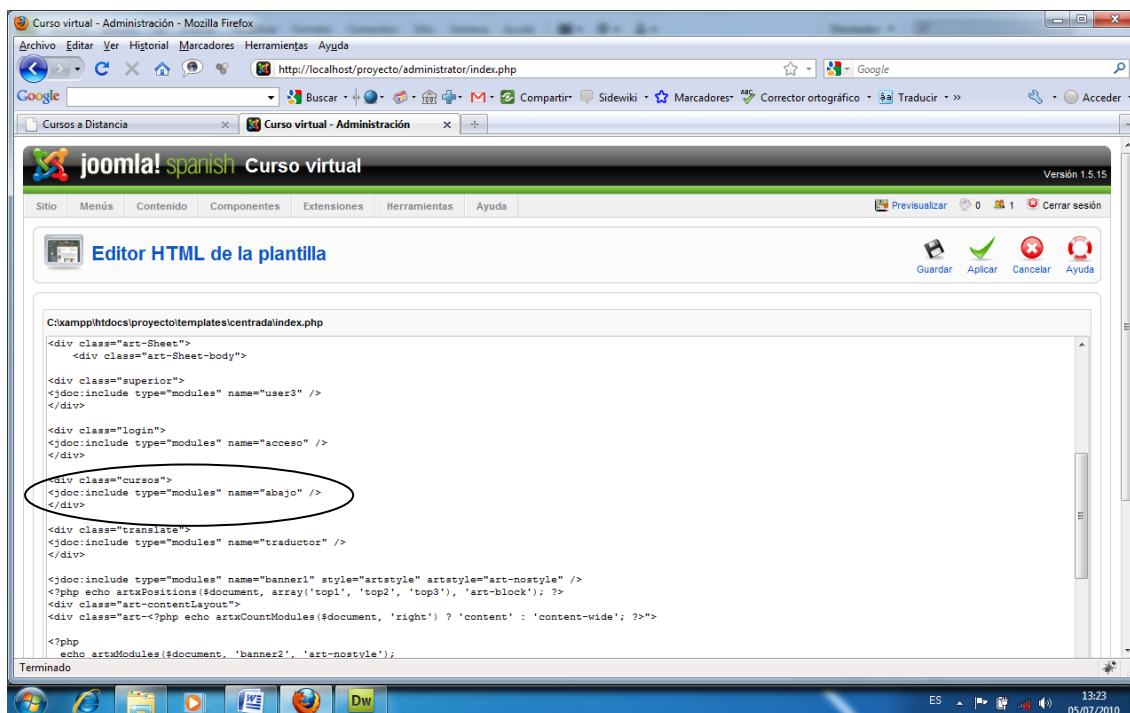 Curso virtual - Administración - Mozilla Firefox
Archivo Editar Ver Historial Marcadores Herramientas Ayuda
http://localhost/proyecto/administrator/index.php
Google
Google
Buscar
Compartir
Sidewiki
Marcadores
Corrector ortográfico
Traducir
»
Acceder
Cursos a Distancia
Curso virtual - Administración
joomla! spanish Curso virtual
Versión 1.5.15
Sitio Menús Contenido Componentes Extensiones Herramientas Ayuda
Previsualizar 0 1 Cerrar sesión
Editor HTML de la plantilla
Guardar Aplicar Cancelar Ayuda
C:\xampp\htdocs\proyecto\templates\centrada\index.php
<div class="art-Sheet">
<div class="art-Sheet-body">
<div class="superior">
<jdoc:include type="modules" name="user3" />
</div>
<div class="login">
<jdoc:include type="modules" name="acceso" />
</div>
<div class="cursos">
<jdoc:include type="modules" name="abajo" />
</div>
<div class="translate">
<jdoc:include type="modules" name="traductor" />
</div>
<jdoc:include type="modules" name="banner1" style="artstyle" artstyle="art-nostyle" />
<?php echo artxPositions($document, array('top1', 'top2', 'top3'), 'art-block'); ?>
<div class="art-contentLayout">
<div class="art-<?php echo artxCountModules($document, 'right') ? 'content' : 'content-wide'; ?>">
<?php
echo artxModules($document, 'banner2', 'art-nostyle');
Terminado
Dw
ES
13:23
05/07/2010